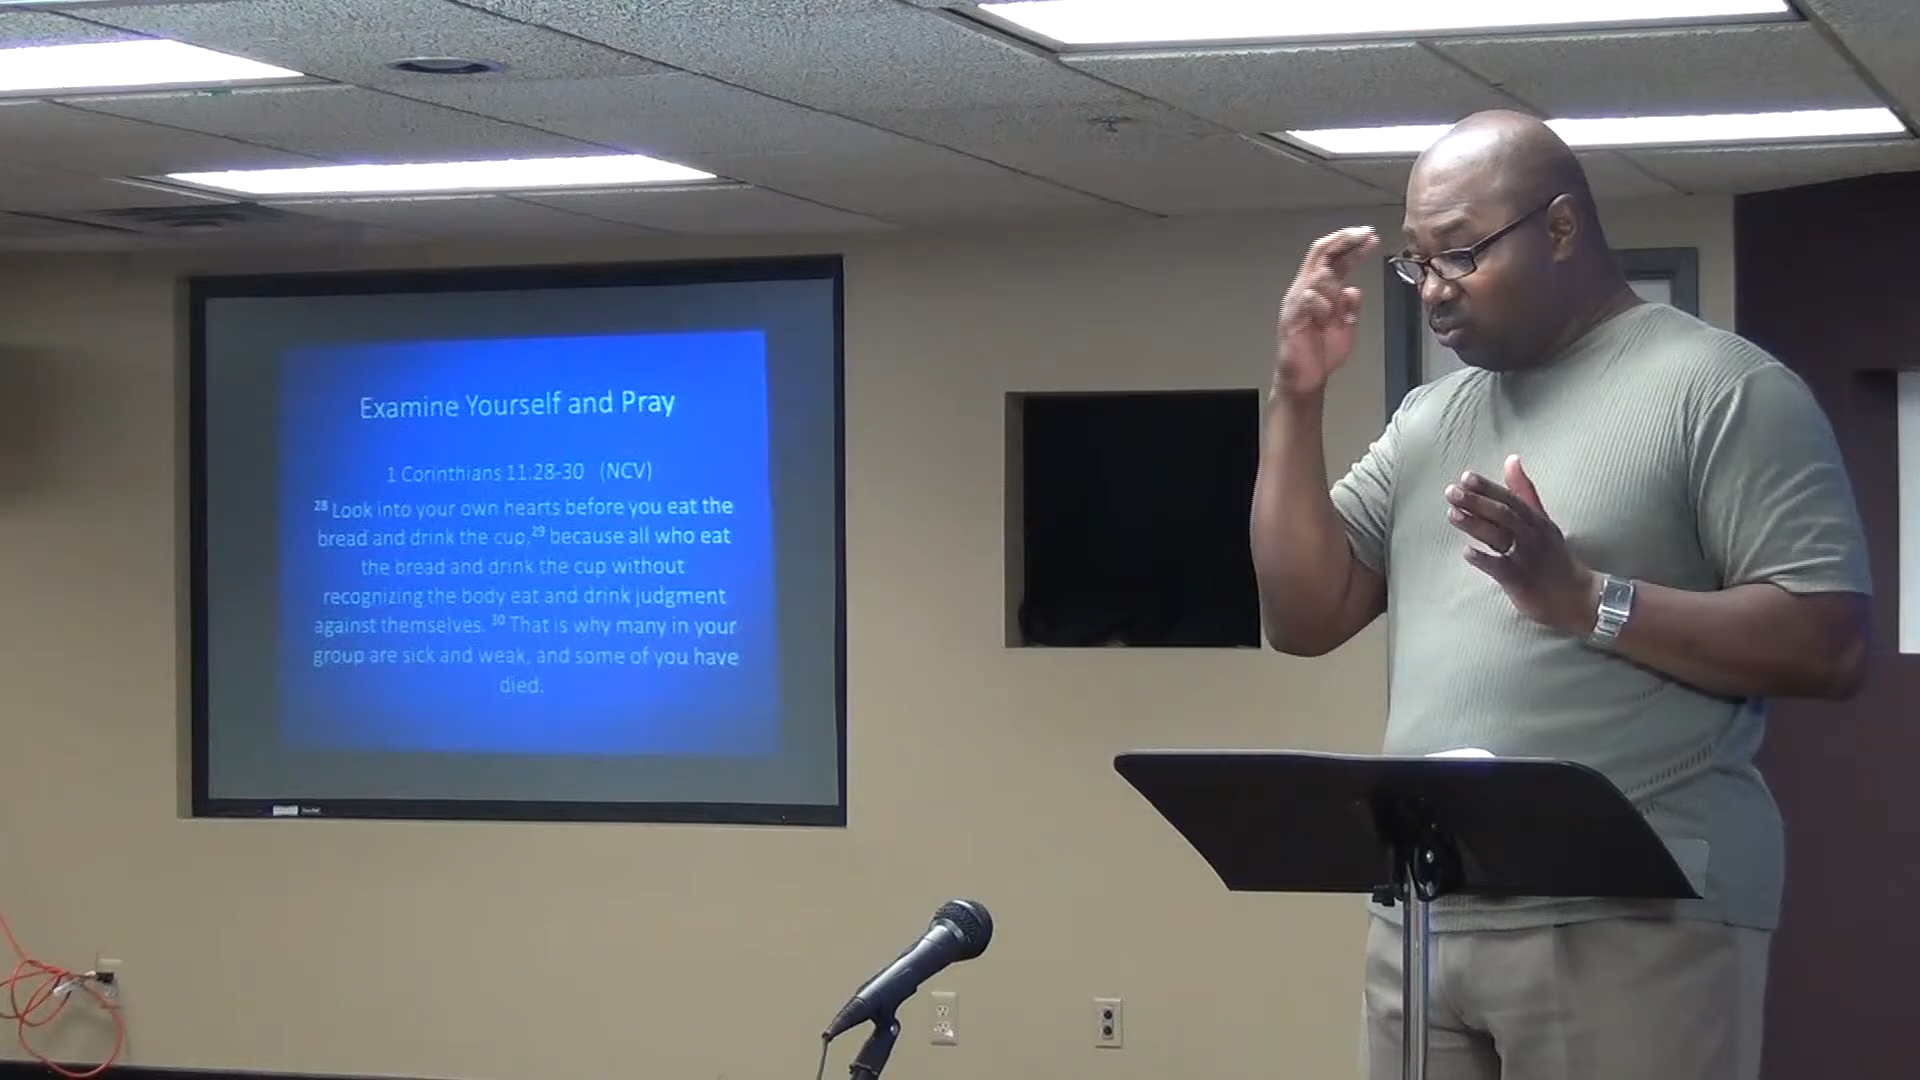 Examine Yourself and Pray
1 Corinthians 11:28-30 (NCV)
28 Look into your own hearts before you eat the
bread and drink the cup, 29 because all who eat
the bread and drink the cup without
recognizing the body eat and drink judgment
against themselves. 30 That is why many in your
group are sick and weak, and some of you have
died.